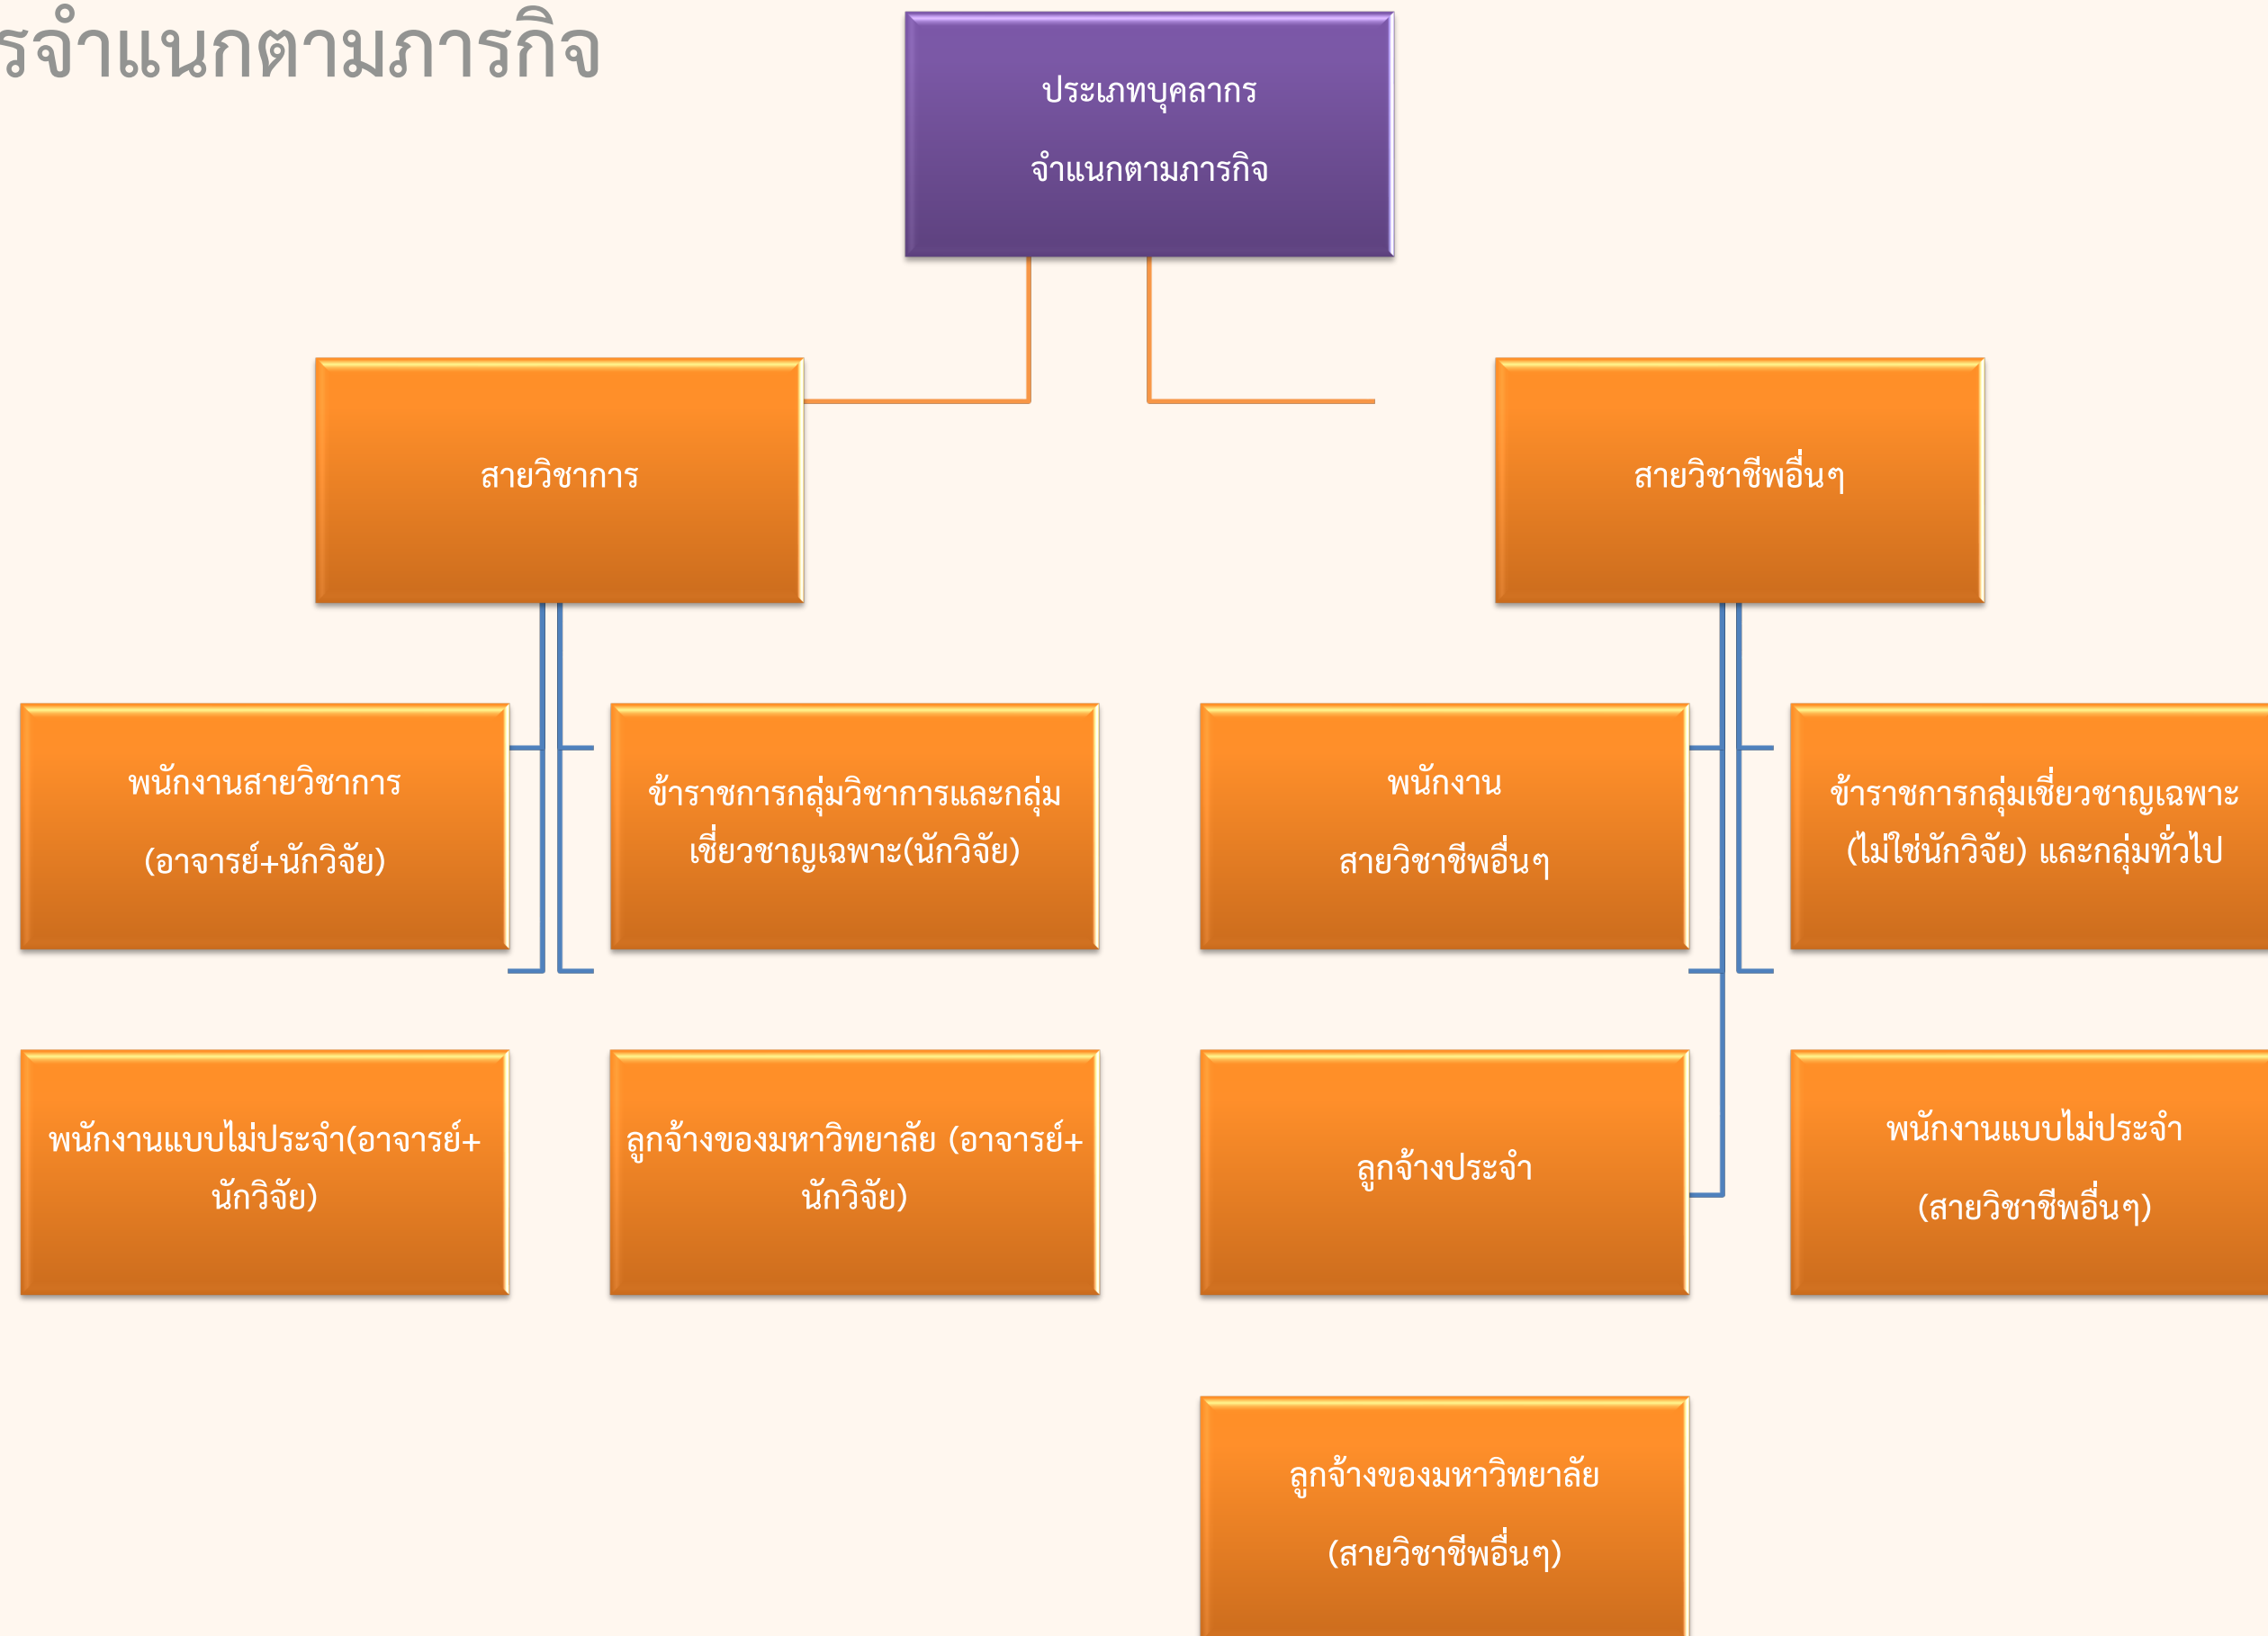 รจำแนกตามภารกิจ
ประเภทบุคลากร
จำแนกตามภารกิจ
สายวิชาการ
สายวิชาชีพอื่นๆ
พนักงานสายวิชาการ
(อาจารย์+นักวิจัย)
ข้าราชการกลุ่มวิชาการและกลุ่ม
เชี่ยวชาญเฉพาะ(นักวิจัย)
พนักงาน
สายวิชาชีพอื่นๆ
ข้าราชการกลุ่มเชี่ยวชาญเฉพาะ
(ไม่ใช่นักวิจัย) และกลุ่มทั่วไป
พนักงานแบบไม่ประจำ(อาจารย์+
นักวิจัย)
ลูกจ้างของมหาวิทยาลัย (อาจารย์+
นักวิจัย)
ลูกจ้างประจำ
พนักงานแบบไม่ประจำ
(สายวิชาชีพอื่นๆ)
ลูกจ้างของมหาวิทยาลัย
(สายวิชาชีพอื่นๆ)